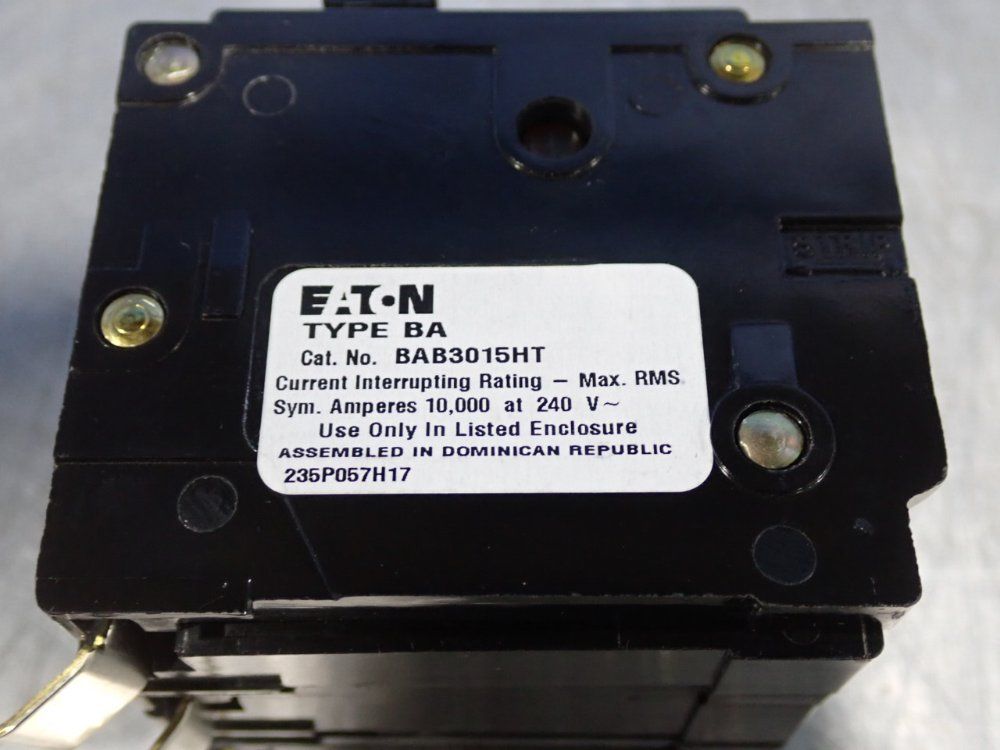 EATON
TYPE BA
Cat. No. BAB3015HT
Current Interrupting Rating – Max. RMS
Sym. Amperes 10,000 at 240 V~
Use Only In Listed Enclosure
ASSEMBLED IN DOMINICAN REPUBLIC
235P057H17